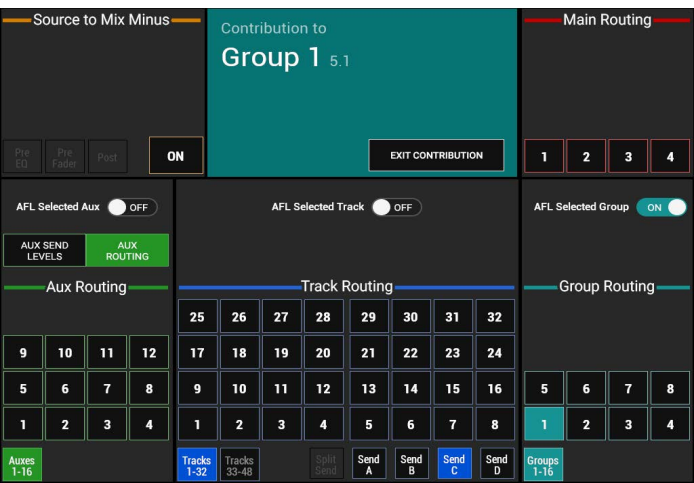 Source to Mix Minus
Pre EQ
Pre Fader
Post
ON
Contribution to
Group 1 5.1
EXIT CONTRIBUTION
Main Routing
1 2 3 4
AFL Selected Aux OFF
AUX SEND LEVELS
AUX ROUTING
Aux Routing
9 10 11 12
5 6 7 8
1 2 3 4
Auxes 1-16
AFL Selected Track OFF
Track Routing
25 26 27 28 29 30 31 32
17 18 19 20 21 22 23 24
9 10 11 12 13 14 15 16
1 2 3 4 5 6 7 8
Tracks 1-32
Tracks 33-48
Split Send
Send A
Send B
Send C
Send D
AFL Selected Group ON
Group Routing
5 6 7 8
1 2 3 4
Groups 1-16